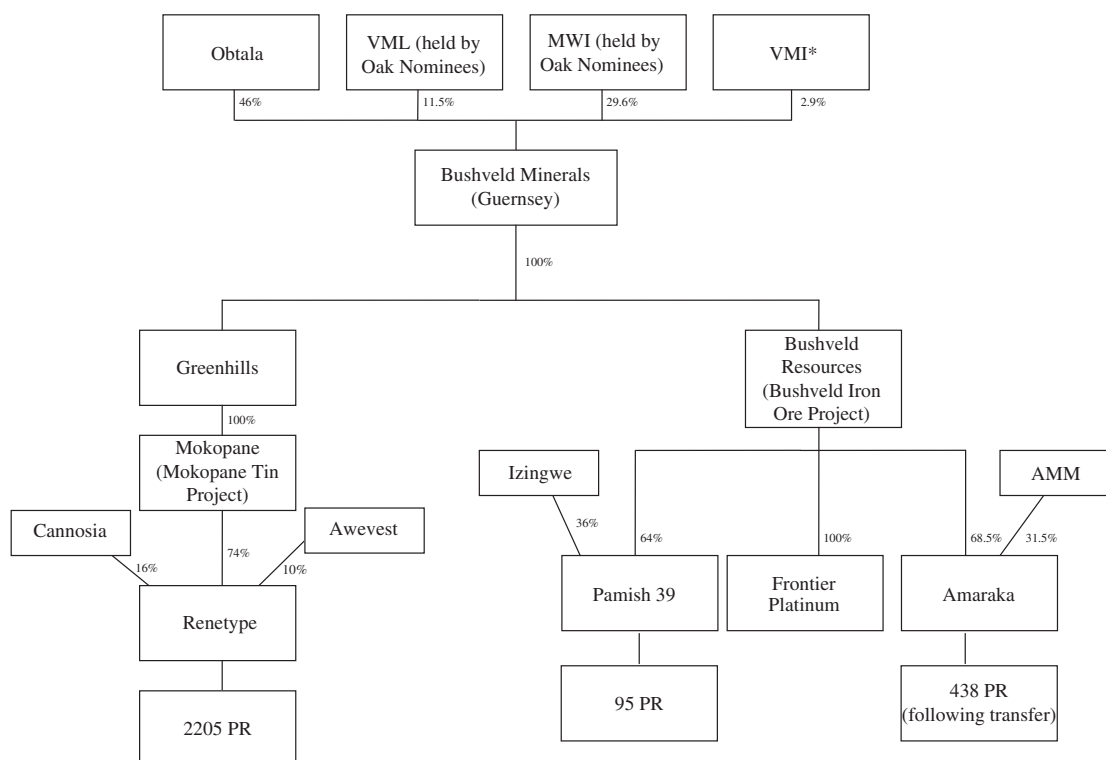 Obtala
VML (held by
Oak Nominees)
MWI (held by
Oak Nominees)
VMI*
46%
11.5%
29.6%
2.9%
Bushveld Minerals
(Guernsey)
100%
Greenhills
Bushveld
Resources
(Bushveld Iron
Ore Project)
100%
Mokopane
(Mokopane Tin
Project)
Izingwe
AMM
Cannosia
Awevest
36%
16%
74%
10%
64%
100%
68.5%
31.5%
Renetype
Pamish 39
Frontier
Platinum
Amaraka
2205 PR
95 PR
438 PR
(following transfer)